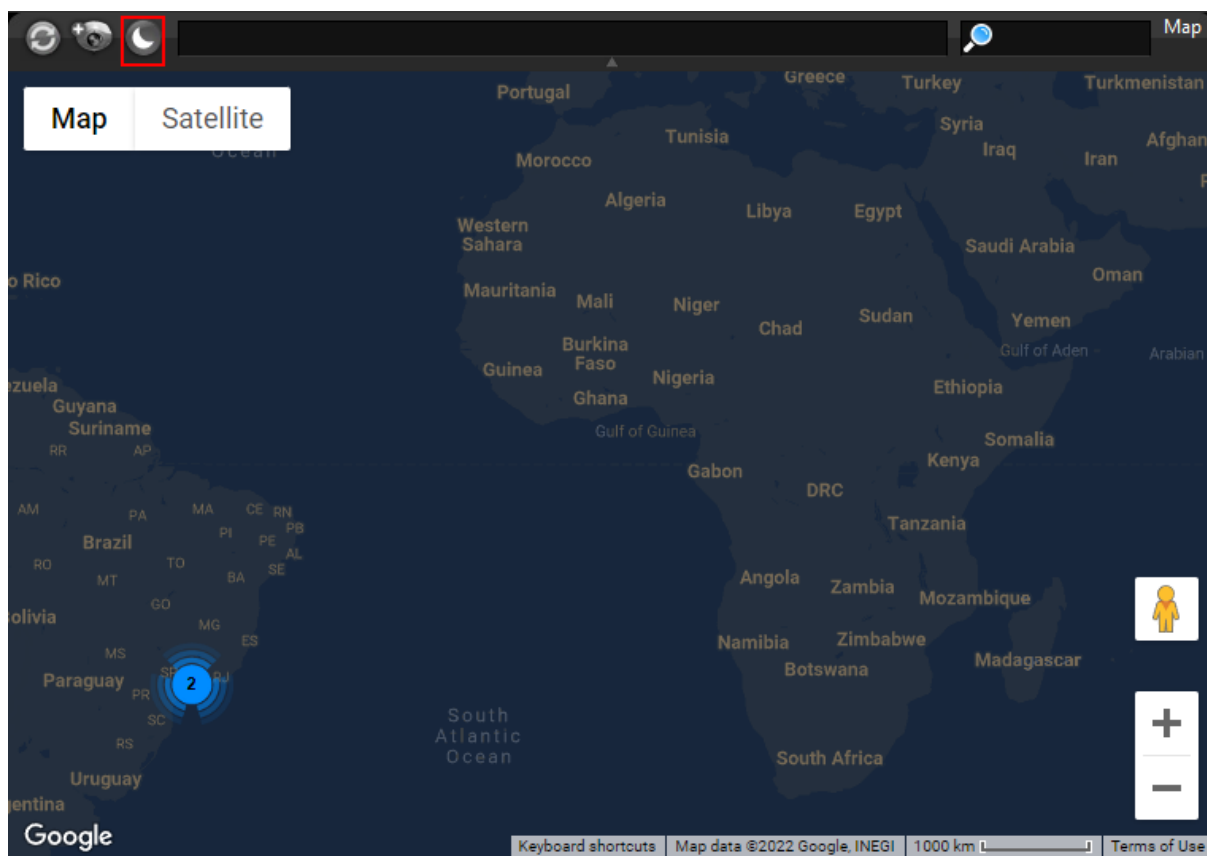 Map
Map Satellite
Ocean
Portugal
Greece
Turkey
Turkmenistan
Tunisia
Syria
Iraq
Iran
Afghan
Morocco
Algeria
Libya
Egypt
Western
Sahara
Saudi Arabia
Oman
o Rico
Mauritania
Mali
Niger
Chad
Sudan
Yemen
Burkina
Faso
Gulf of Aden
Arabian
Guinea
Nigeria
Ethiopia
ezuela
Guyana
Ghana
Suriname
Gulf of Guinea
Somalia
RR
AP
Kenya
Gabon
DRC
AM
PA
MA
CE
RN
Tanzania
PI
PE
PB
Brazil
AL
RO
MT
TO
BA
SE
Angola
Zambia
Mozambique
GO
olivia
MG
ES
Namibia
Zimbabwe
MS
Botswana
Madagascar
Paraguay
SP
2
RJ
PR
SC
South
Atlantic
Ocean
RS
South Africa
Uruguay
gentina
Google
Keyboard shortcuts
Map data ©2022 Google, INEGI
1000 km
Terms of Use